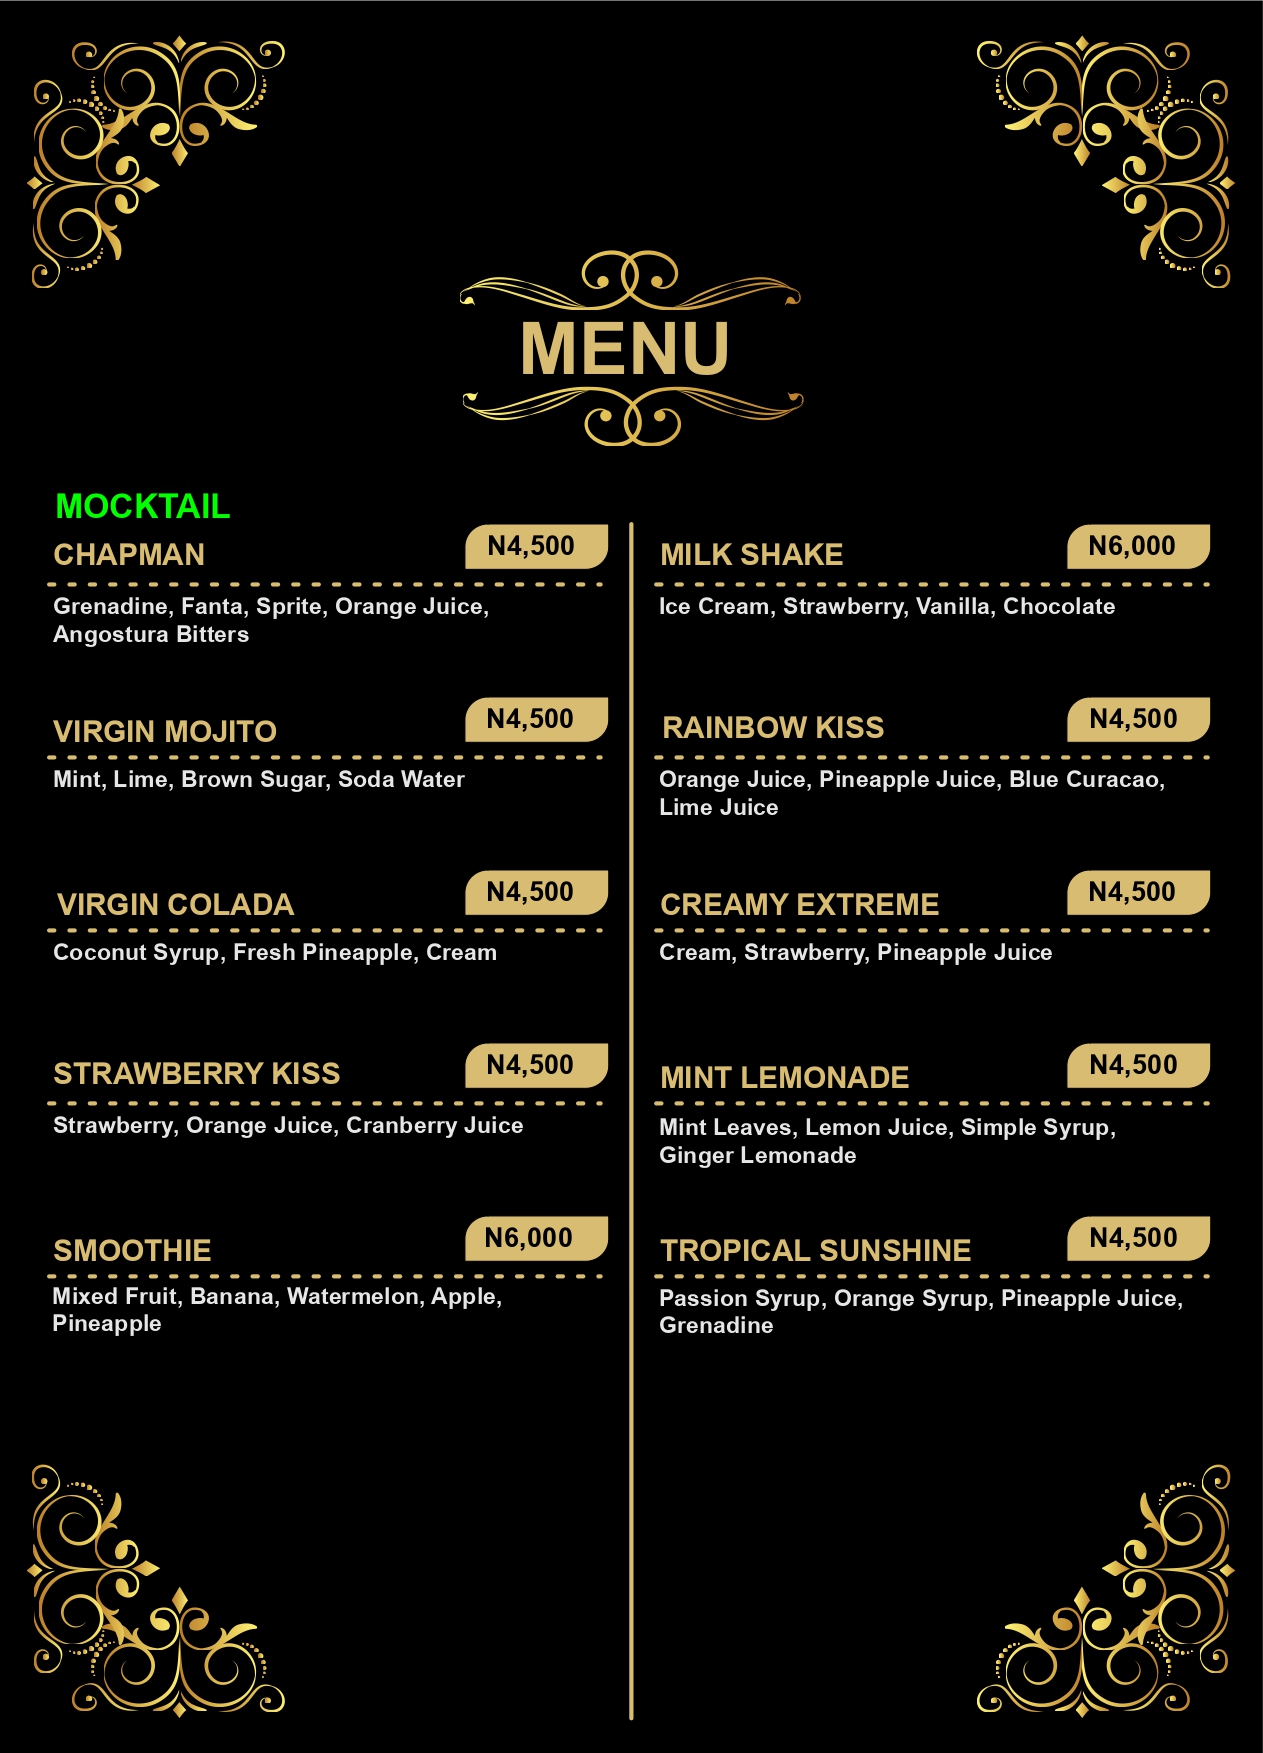 MENU
MOCKTAIL
CHAPMAN
N4,500
Grenadine, Fanta, Sprite, Orange Juice,
Angostura Bitters
VIRGIN MOJITO
N4,500
Mint, Lime, Brown Sugar, Soda Water
VIRGIN COLADA
N4,500
Coconut Syrup, Fresh Pineapple, Cream
STRAWBERRY KISS
N4,500
Strawberry, Orange Juice, Cranberry Juice
SMOOTHIE
N6,000
Mixed Fruit, Banana, Watermelon, Apple,
Pineapple
MILK SHAKE
N6,000
Ice Cream, Strawberry, Vanilla, Chocolate
RAINBOW KISS
N4,500
Orange Juice, Pineapple Juice, Blue Curacao,
Lime Juice
CREAMY EXTREME
N4,500
Cream, Strawberry, Pineapple Juice
MINT LEMONADE
N4,500
Mint Leaves, Lemon Juice, Simple Syrup,
Ginger Lemonade
TROPICAL SUNSHINE
N4,500
Passion Syrup, Orange Syrup, Pineapple Juice,
Grenadine